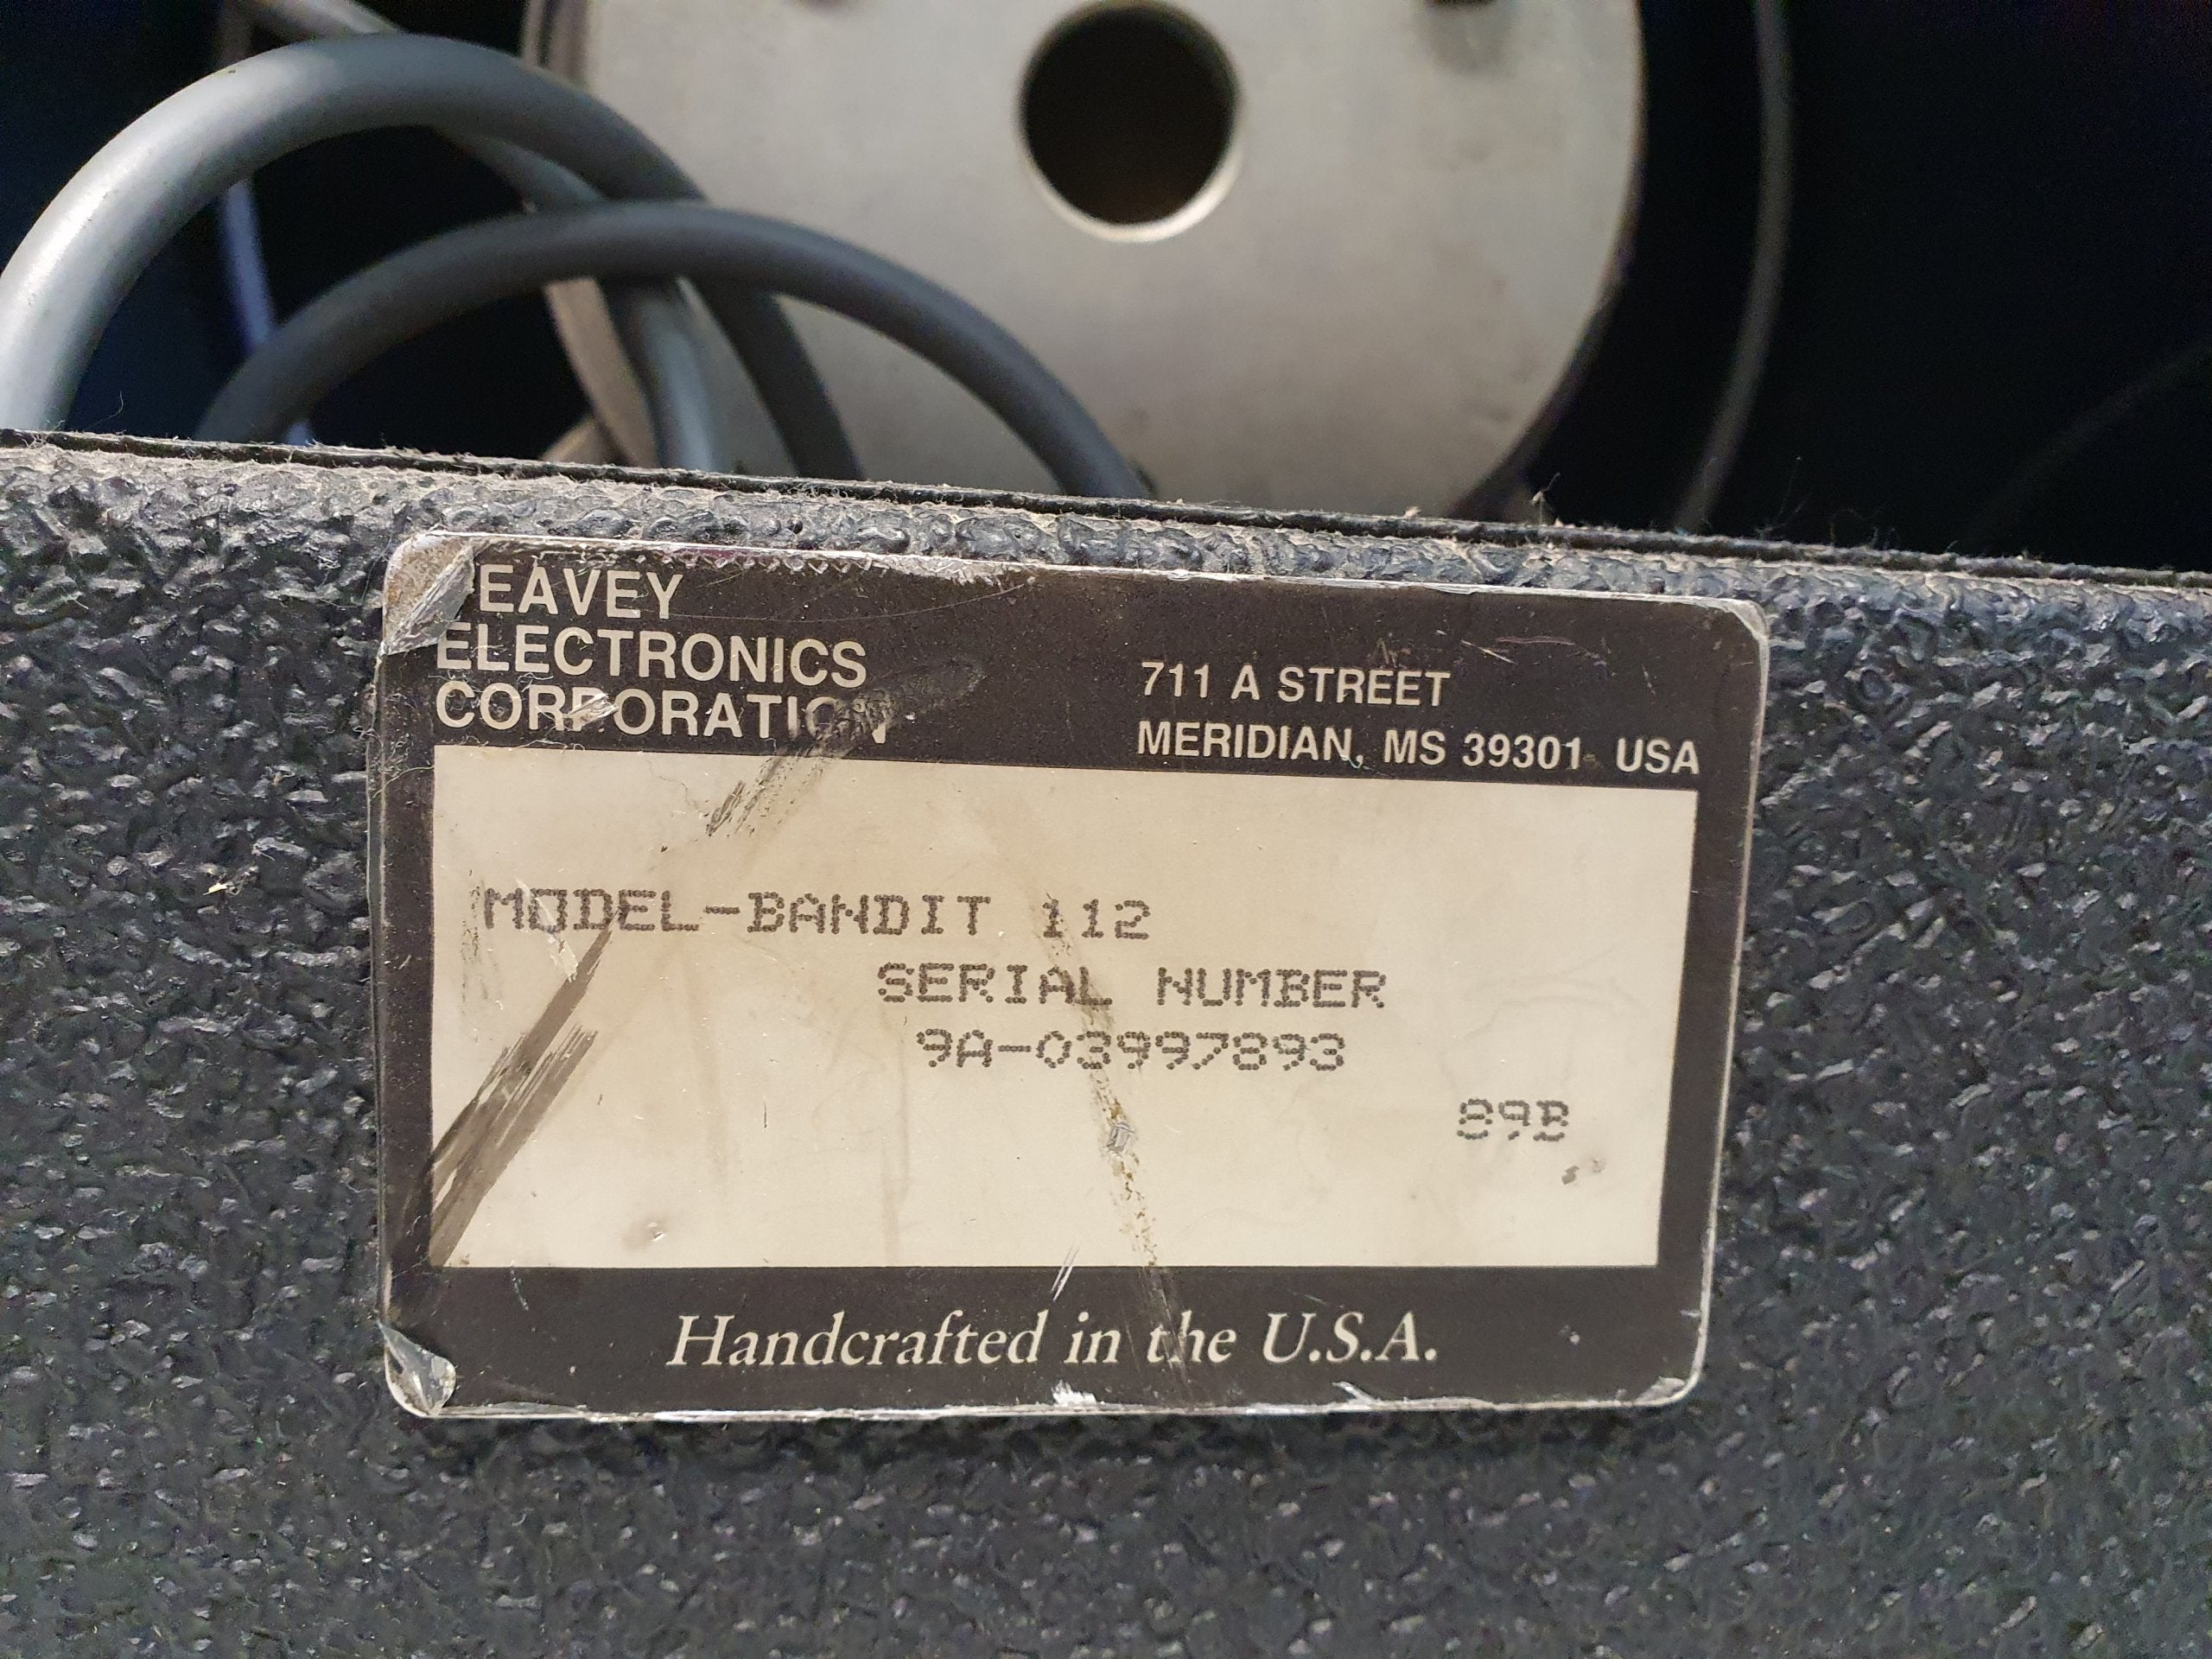 EAVEY
ELECTRONICS
CORPORATION
711 A STREET
MERIDIAN, MS 39301 USA
MODEL-BANDIT 112
SERIAL NUMBER
9A-03997893
89B
Handcrafted in the U.S.A.